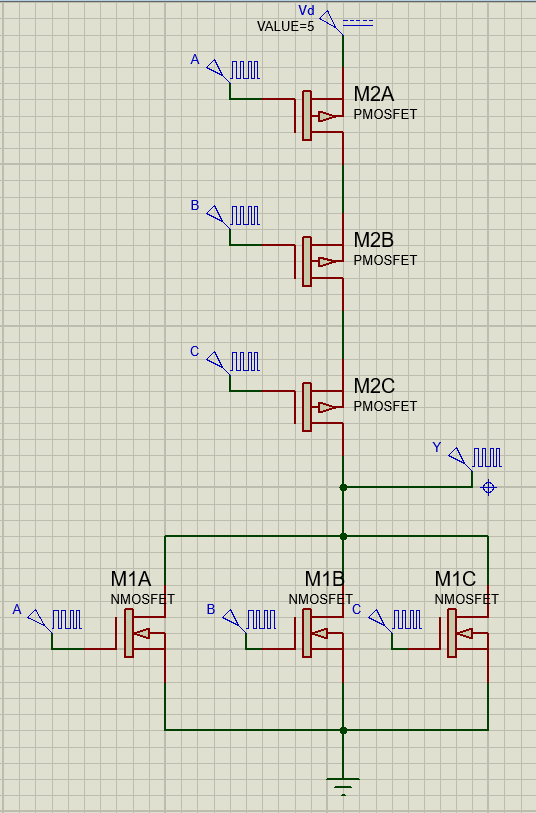 Vd
VALUE=5
A
M2A
PMOSFET
B
M2B
PMOSFET
C
M2C
PMOSFET
Y
M1A
NMOSFET
A
M1B
NMOSFET
B
M1C
NMOSFET
C